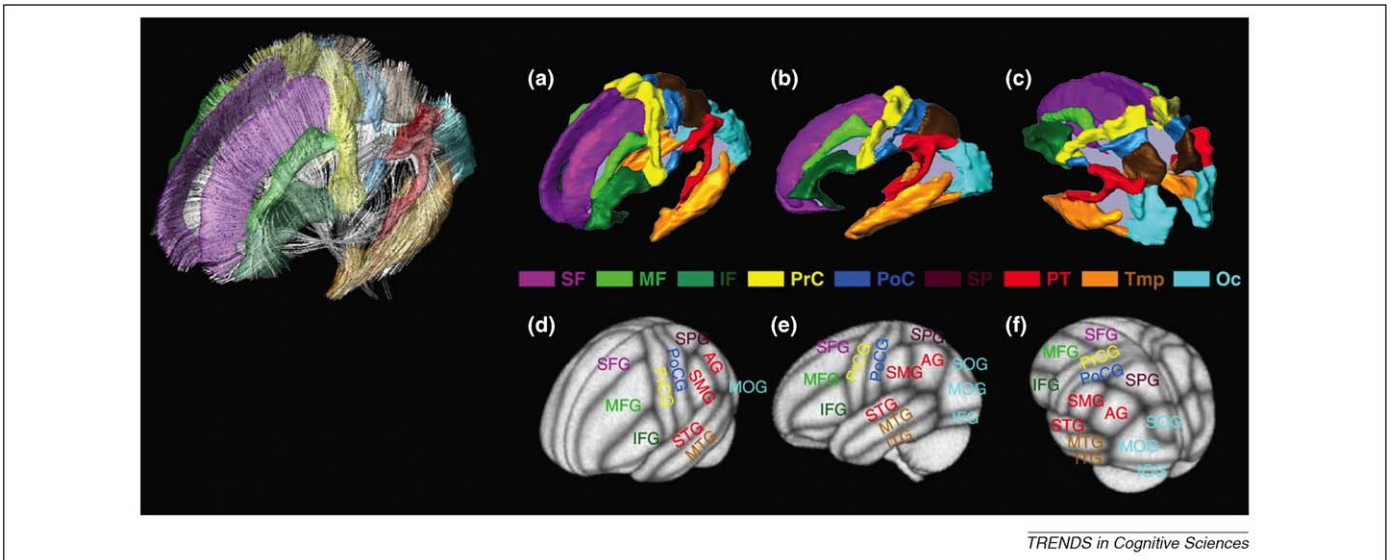 (a) (b) (c)
SF MF IF PrC PoC SP PT Tmp Oc
(d)
SPG
SFG
PoCG
AG
PrCG
SMG
MOG
MFG
IFG
STG
MTG
(e)
SFG
PrCG
PoCG
SPG
SMG
AG
SOG
MFG
MOG
IFG
STG
MTG
ITG
IFG
(f)
SFG
MFG
PrCG
PoCG
IFG
SPG
SMG
AG
STG
SOG
MTG
MOG
ITG
IOG
TRENDS in Cognitive Sciences